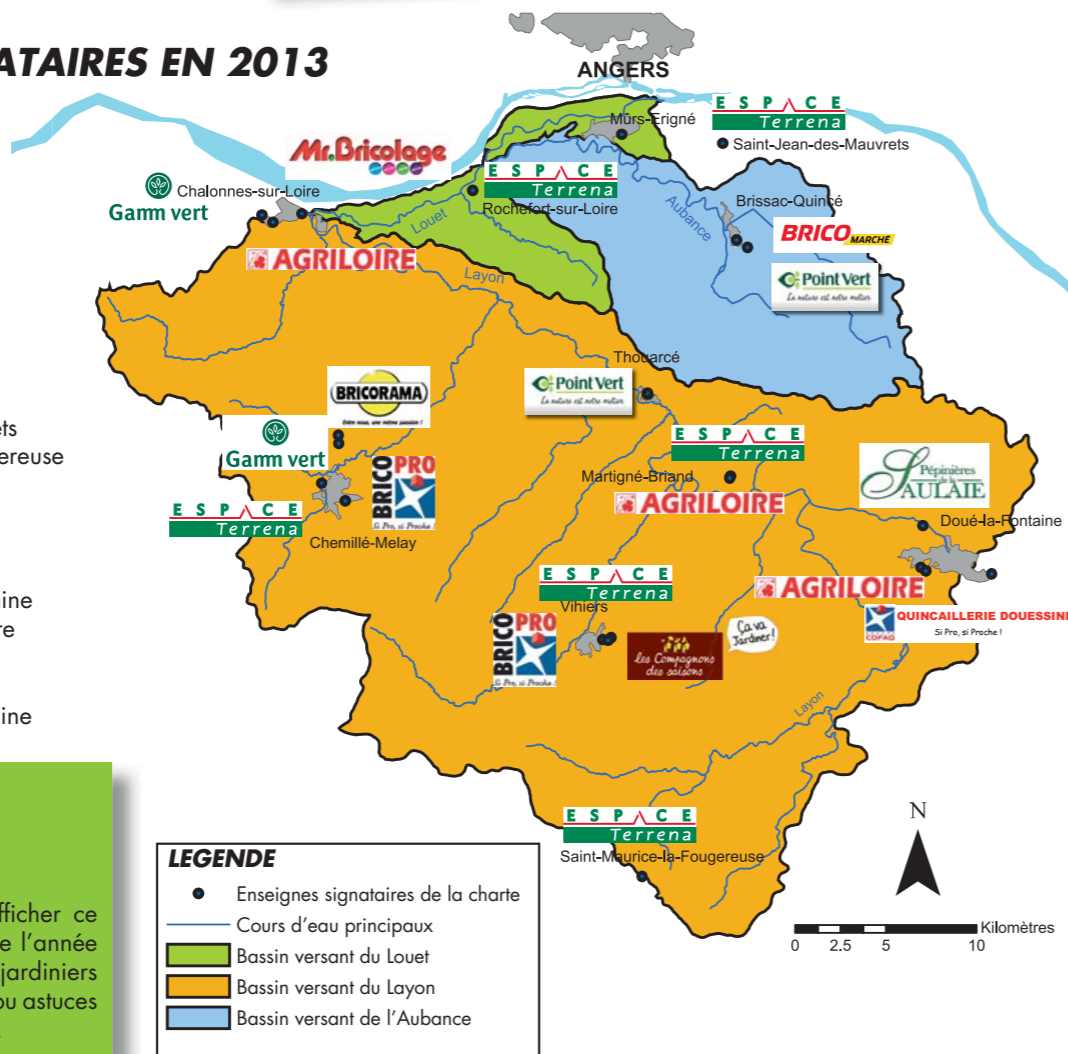 ATAIRES EN 2013
ANGERS
Mûrs-Erigné
ESPACE
Terrena
Saint-Jean-des-Mauvrets
Mr.Bricolage
Gamm vert
Chalonnes-sur-Loire
ESPACE
Terrena
Rochefort-sur-Loire
Louet
Aubance
Brissac-Quincé
BRICO MARCHÉ
Point Vert
La nature est notre métier
AGRILOIRE
Layon
Thouarcé
Point Vert
La nature est notre métier
BRICORAMA
Entre nous, une même passion !
ets
ereuse
Gamm vert
BRICO PRO
Si Pro, si Proche !
ESPACE
Terrena
Chemillé-Melay
ESPACE
Terrena
Martigné-Briand
AGRILOIRE
Pépinières
de la
SAULAIE
Doué-la-Fontaine
AGRILOIRE
QUINCAILLERIE DOUESSINE
COFAQ
Si Pro, si Proche !
ine
re
ine
ESPACE
Terrena
Vihiers
BRICO PRO
Si Pro, si Proche !
les Compagnons
des saisons
Ça va
Jardiner !
Layon
ESPACE
Terrena
Saint-Maurice-la-Fougereuse
N
Kilomètres
0 2.5 5 10
fficher ce
e l'année
jardiniers
ou astuces
LEGENDE
Enseignes signataires de la charte
Cours d'eau principaux
Bassin versant du Louet
Bassin versant du Layon
Bassin versant de l'Aubance